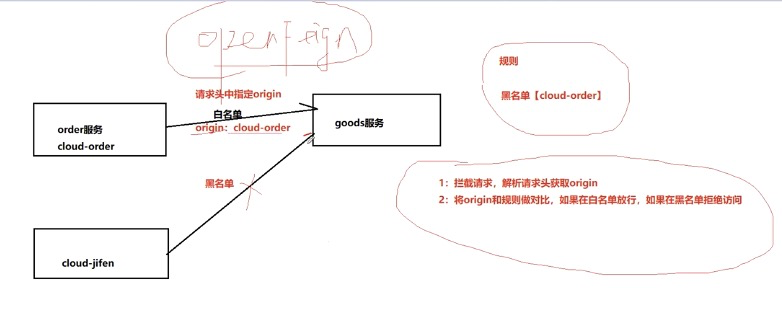 openFeign
请求头中指定origin
白名单
origin：cloud-order
order服务
cloud-order
goods服务
黑名单
cloud-jifen
规则
黑名单【cloud-order】
1：拦截请求，解析请求头获取origin
2：将origin和规则做对比，如果在白名单放行，如果在黑名单拒绝访问